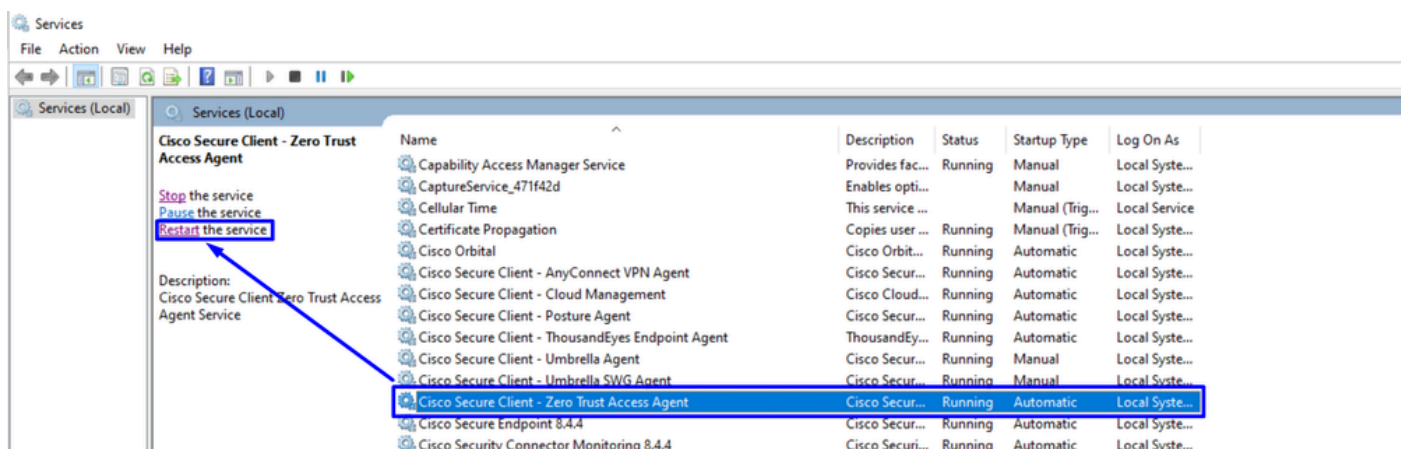 Services
File Action View Help
Services (Local)
Services (Local)
Cisco Secure Client - Zero Trust
Access Agent
Stop the service
Pause the service
Restart the service
Description:
Cisco Secure Client Zero Trust Access
Agent Service
Name Description Status Startup Type Log On As
Capability Access Manager Service Provides fac... Running Manual Local Syste...
CaptureService_471f42d Enables opti... Manual Local Syste...
Cellular Time This service ... Manual (Trig... Local Service
Certificate Propagation Copies user ... Running Manual (Trig... Local Syste...
Cisco Orbital Cisco Orbit... Running Automatic Local Syste...
Cisco Secure Client - AnyConnect VPN Agent Cisco Secur... Running Automatic Local Syste...
Cisco Secure Client - Cloud Management Cisco Cloud... Running Automatic Local Syste...
Cisco Secure Client - Posture Agent Cisco Secur... Running Automatic Local Syste...
Cisco Secure Client - ThousandEyes Endpoint Agent ThousandEy... Running Automatic Local Syste...
Cisco Secure Client - Umbrella Agent Cisco Secur... Running Manual Local Syste...
Cisco Secure Client - Umbrella SWG Agent Cisco Secur... Running Manual Local Syste...
Cisco Secure Client - Zero Trust Access Agent Cisco Secur... Running Automatic Local Syste...
Cisco Secure Endpoint 8.4.4 Cisco Secur... Running Automatic Local Syste...
Cisco Security Connector Monitoring 8.4.4 Cisco Securi... Running Automatic Local Syste...